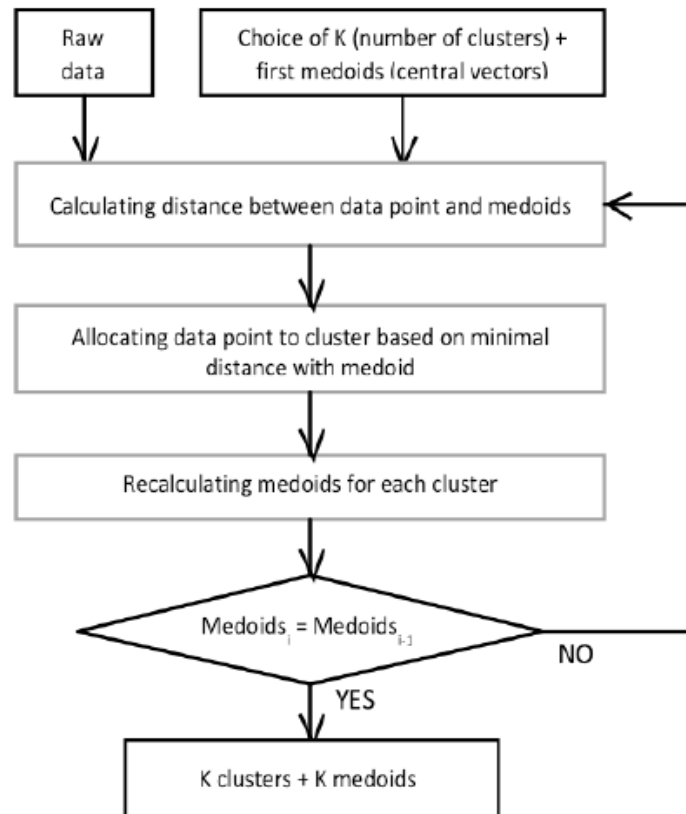 Raw
data
Choice of K (number of clusters) +
first medoids (central vectors)
Calculating distance between data point and medoids
Allocating data point to cluster based on minimal
distance with medoid
Recalculating medoids for each cluster
Medoids i = Medoids i-1
NO
YES
K clusters + K medoids